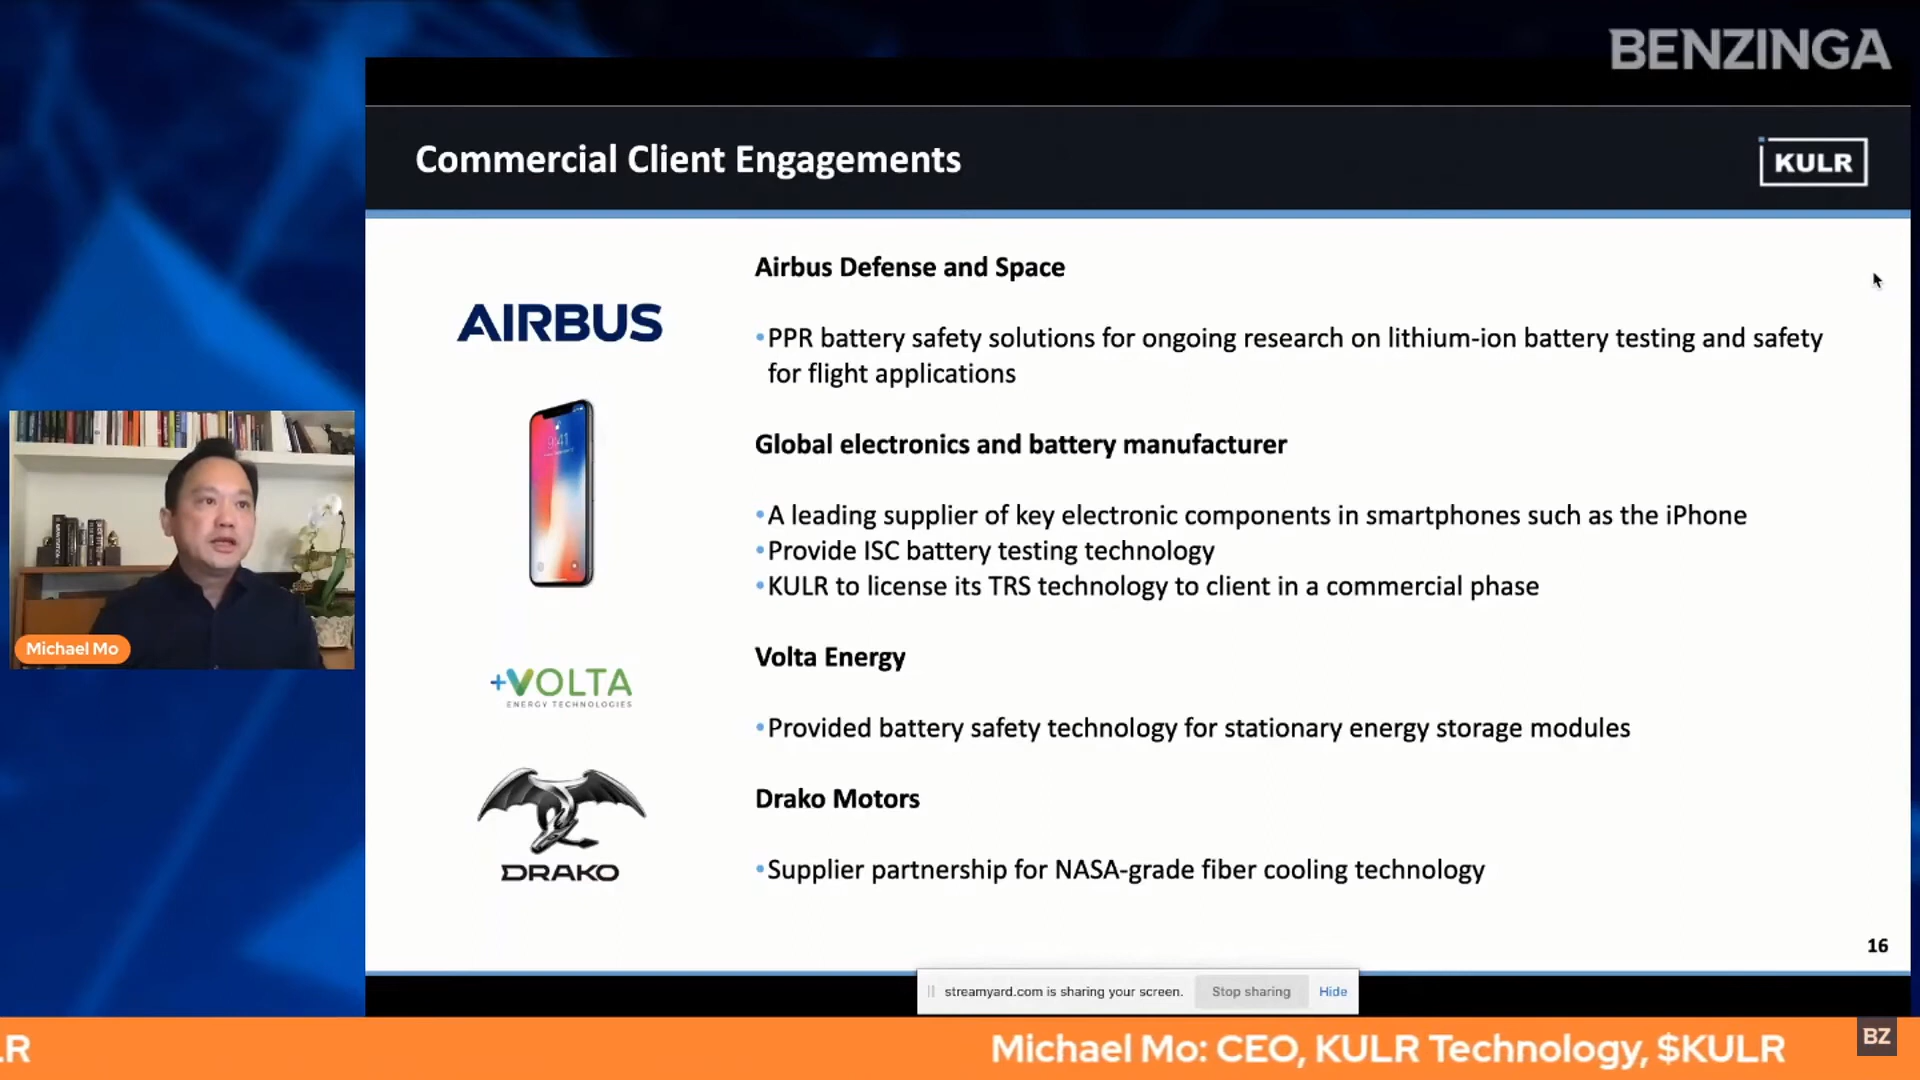 BENZINGA
Commercial Client Engagements
KULR
Airbus Defense and Space
AIRBUS
•PPR battery safety solutions for ongoing research on lithium-ion battery testing and safety
for flight applications
9:41
Global electronics and battery manufacturer
•A leading supplier of key electronic components in smartphones such as the iPhone
•Provide ISC battery testing technology
•KULR to license its TRS technology to client in a commercial phase
Michael Mo
Volta Energy
+VOLTA
ENERGY TECHNOLOGIES
•Provided battery safety technology for stationary energy storage modules
Drako Motors
DRAKO
•Supplier partnership for NASA-grade fiber cooling technology
16
streamyard.com is sharing your screen. Stop sharing Hide
LR Michael Mo: CEO, KULR Technology, $KULR
BZ